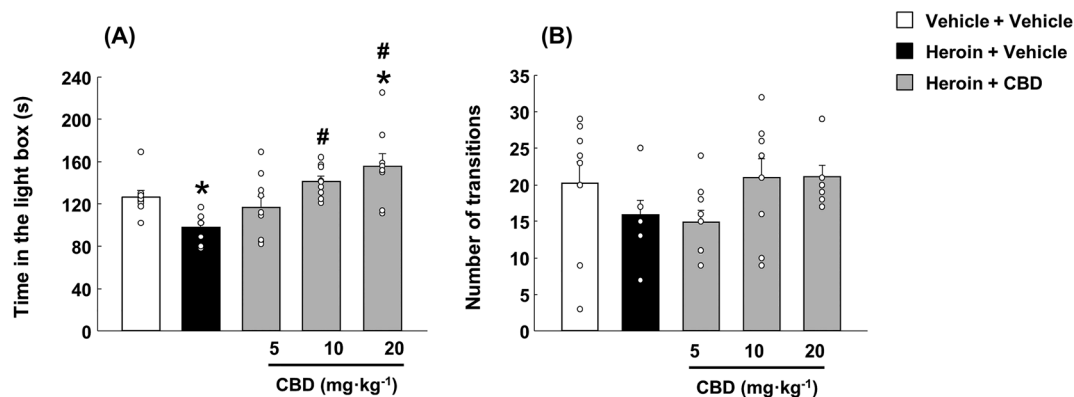 Vehicle + Vehicle
Heroin + Vehicle
Heroin + CBD
(A)
Time in the light box (s)
240
200
160
120
80
40
0
*
#
#
*
5 10 20
CBD (mg·kg⁻¹)
(B)
Number of transitions
35
30
25
20
15
10
5
0
5 10 20
CBD (mg·kg⁻¹)